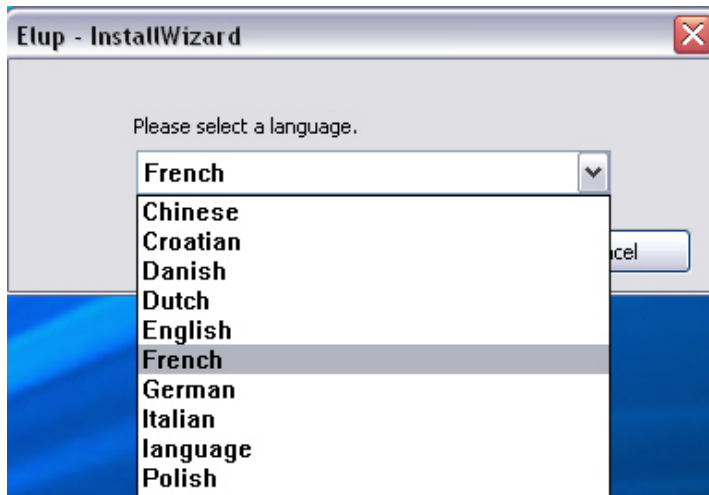 Elup - InstallWizard
Please select a language.
French
Chinese
Croatian
Danish
Dutch
English
French
German
Italian
language
Polish